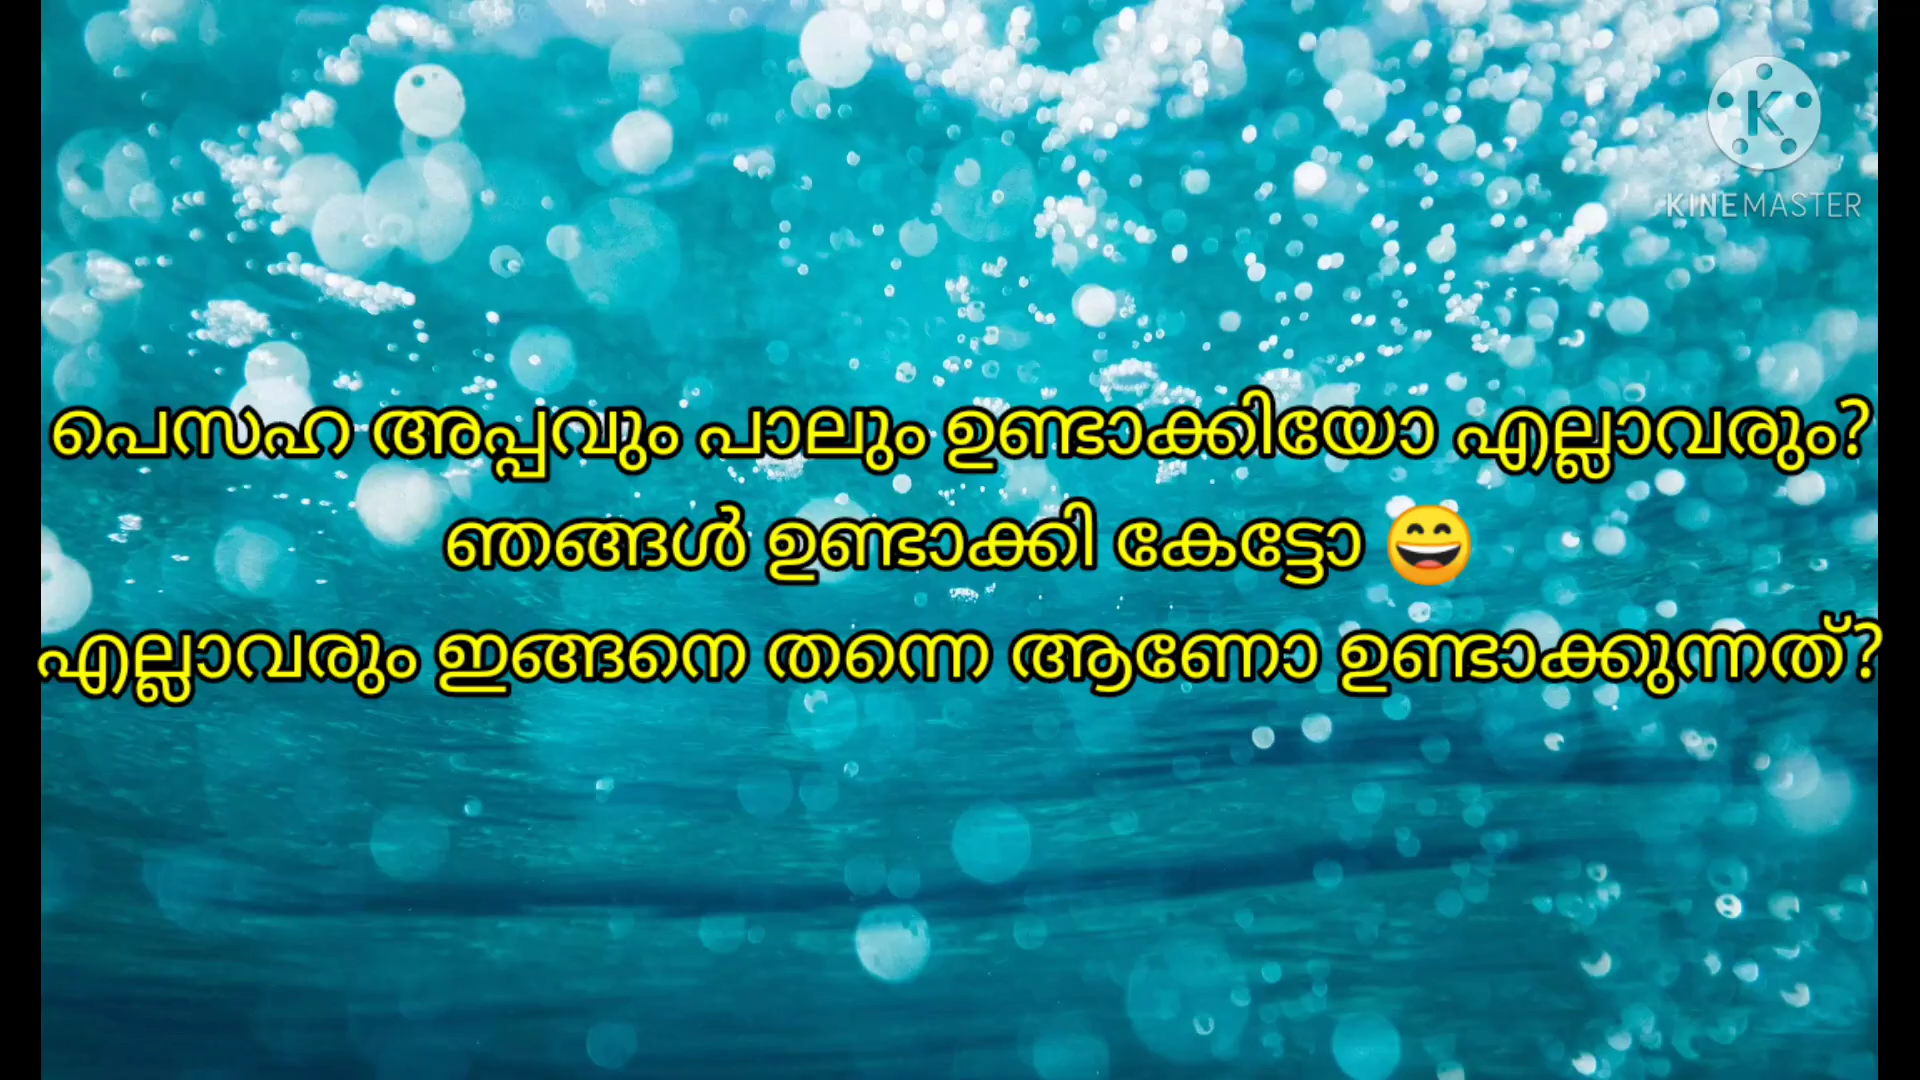 KINEMASTER
പെസഹ അപ്പവും പാലും ഉണ്ടാക്കിയോ എല്ലാവരും?
ഞങ്ങൾ ഉണ്ടാക്കി കേട്ടോ 😄
എല്ലാവരും ഇങ്ങനെ തന്നെ ആണോ ഉണ്ടാക്കുന്നത്?